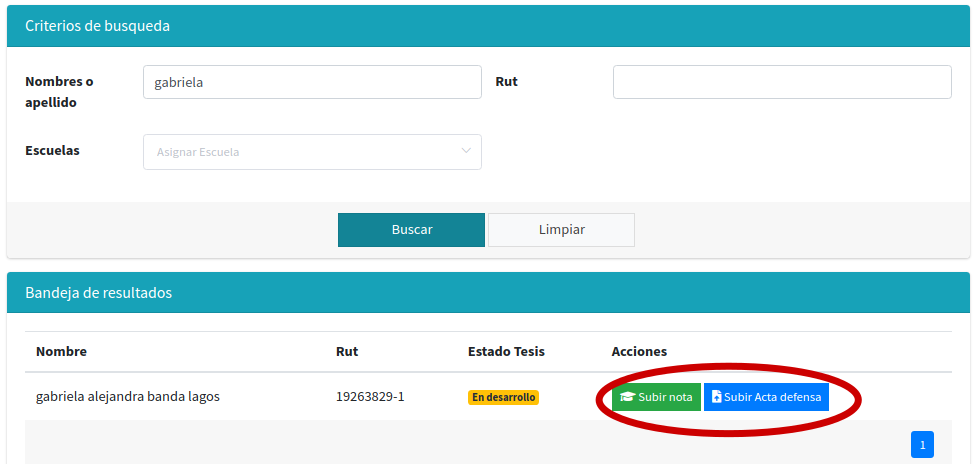 Criterios de busqueda
Nombres o apellido
gabriela
Rut
Escuelas
Asignar Escuela
Buscar
Limpiar
Bandeja de resultados
Nombre Rut Estado Tesis Acciones
gabriela alejandra banda lagos 19263829-1 En desarrollo Subir nota Subir Acta defensa
1